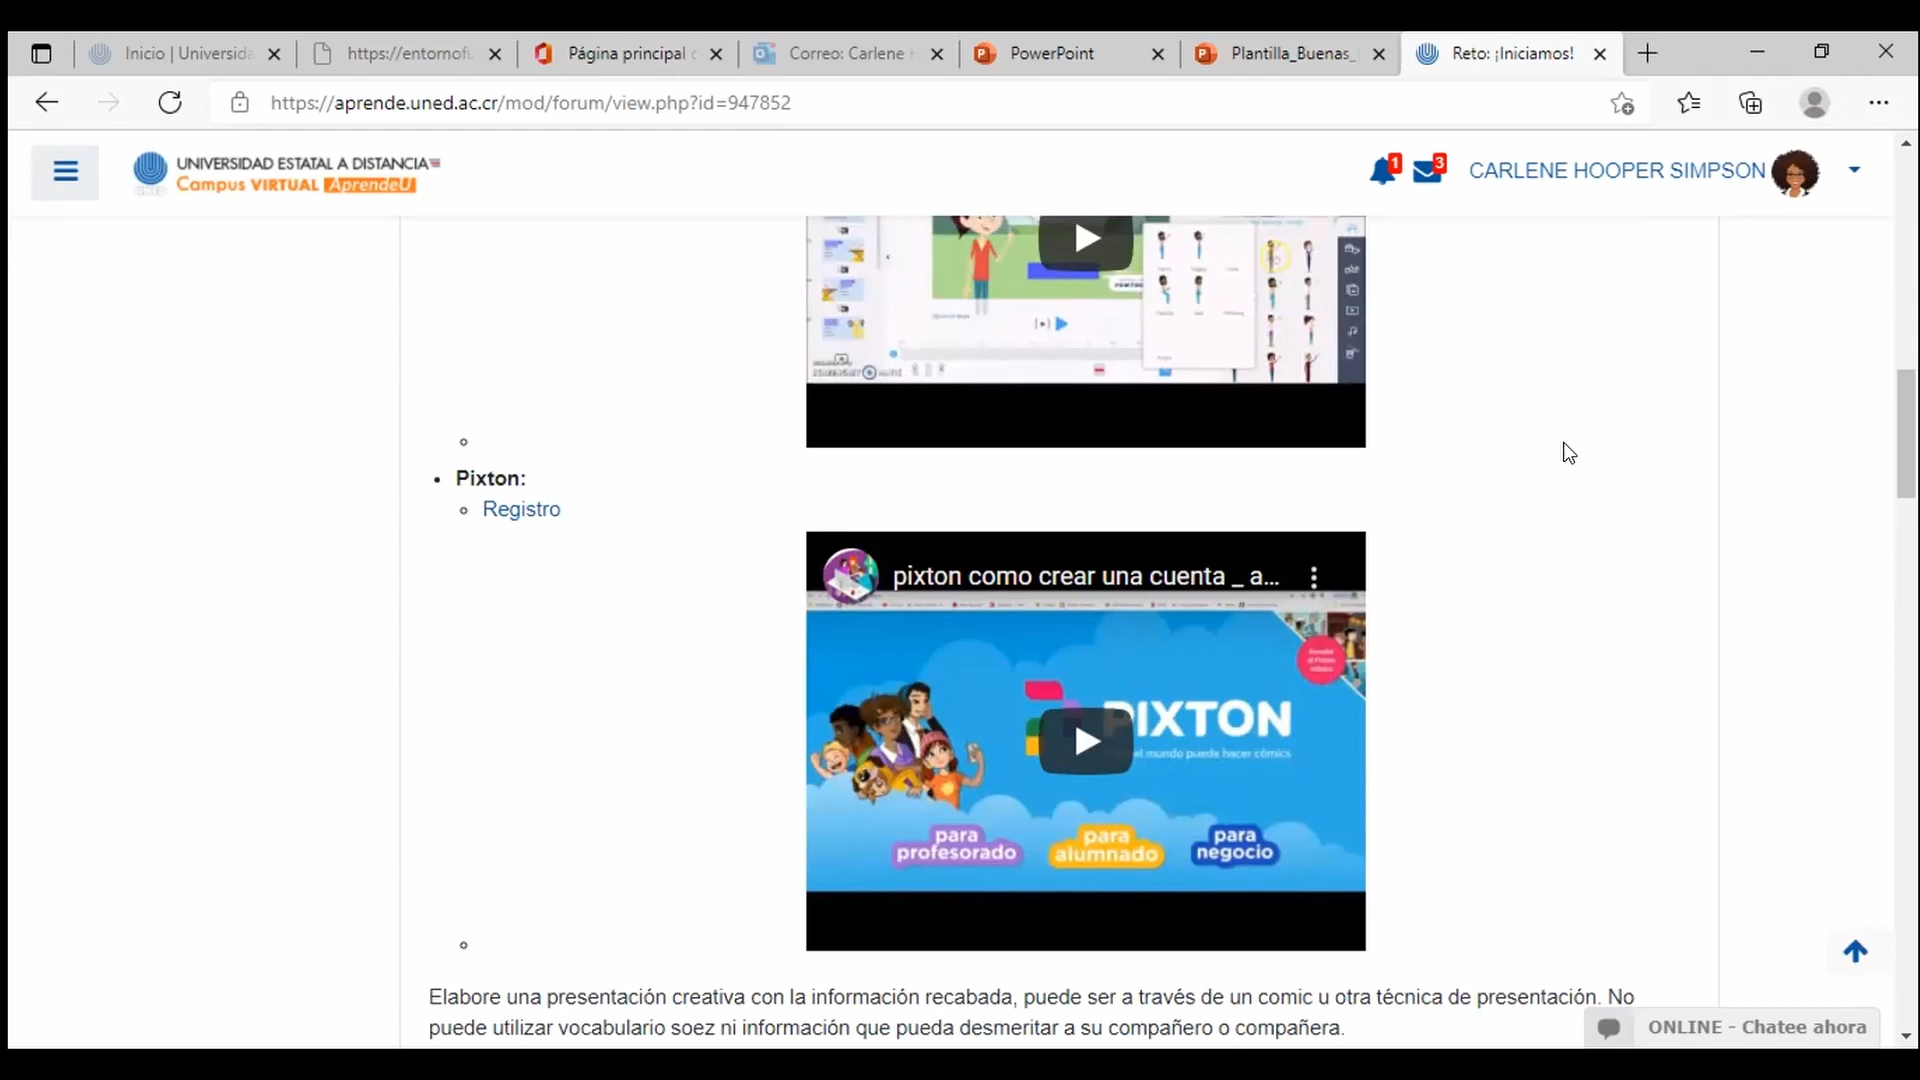 Inicio | Universida
https://entomofu
Página principal
Correo: Carlene
PowerPoint
Plantilla_Buenas_
Reto: ¡Iniciamos!
https://aprende.uned.ac.cr/mod/forum/view.php?id=947852
UNIVERSIDAD ESTATAL A DISTANCIA
Campus VIRTUAL AprendeU
1
3
CARLENE HOOPER SIMPSON
Pixton:
Registro
pixton como crear una cuenta _ a...
PIXTON
el mundo puede hacer cómics
para profesorado
para alumnado
para negocio
Elabore una presentación creativa con la información recabada, puede ser a través de un comic u otra técnica de presentación. No
puede utilizar vocabulario soez ni información que pueda desmeritar a su compañero o compañera.
ONLINE - Chatee ahora